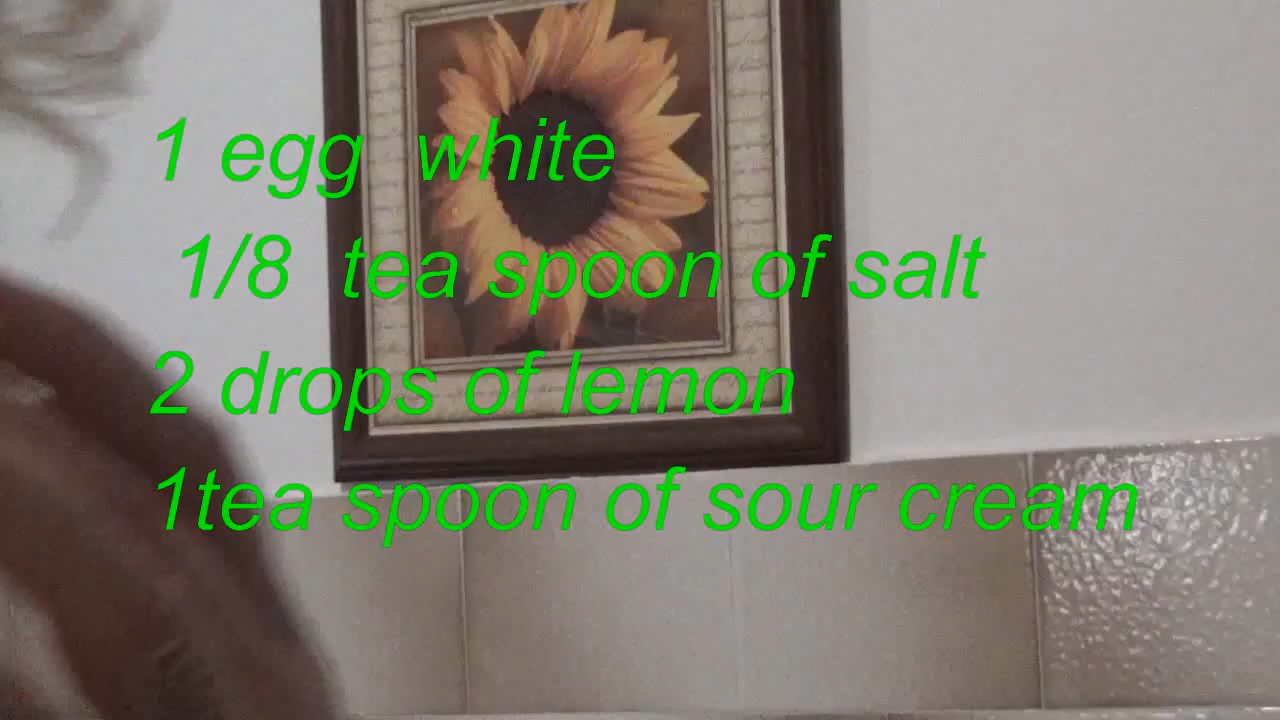 1 egg  white
1/8  tea spoon of salt
2 drops of lemon
1tea spoon of sour cream